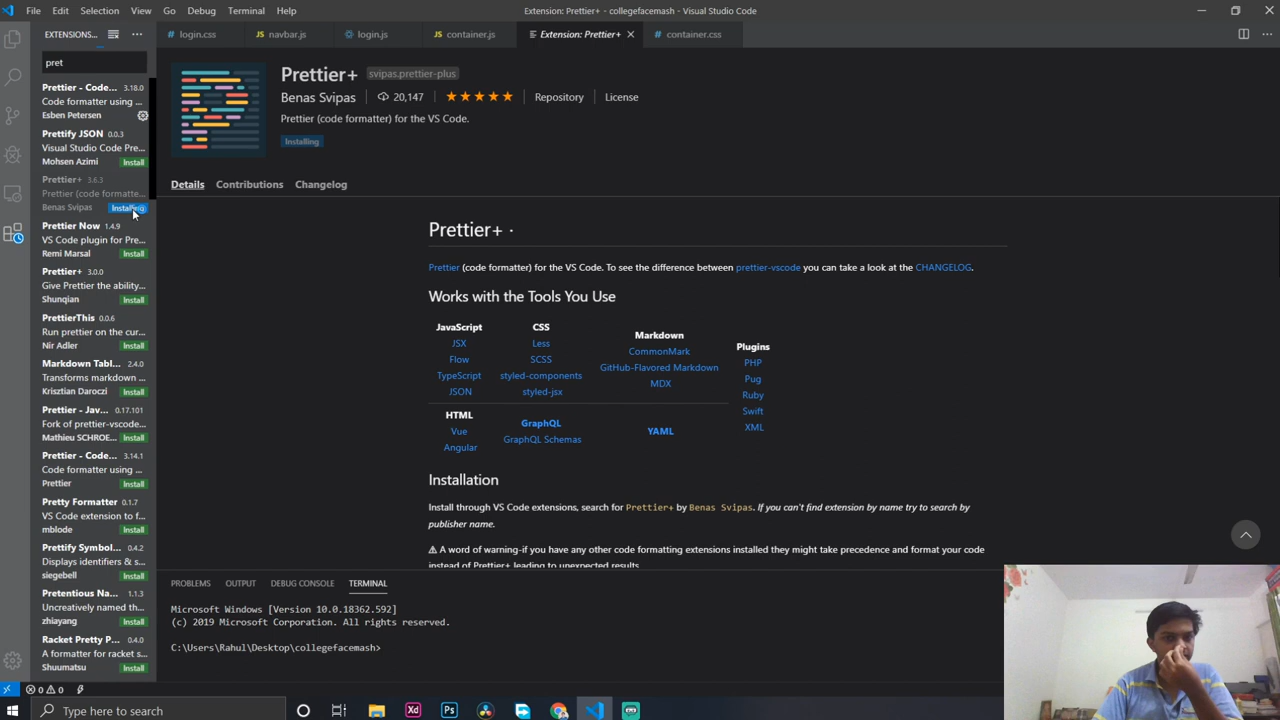 File Edit Selection View Go Debug Terminal Help
Extension: Prettier+ - collegefacemash - Visual Studio Code
EXTENSIONS...
login.css
navbar.js
login.js
container.js
Extension: Prettier+
container.css
pret
Prettier - Code... 3.18.0
Code formatter using ...
Esben Petersen
Prettify JSON 0.0.3
Visual Studio Code Pre...
Mohsen Azimi Install
Prettier+ 3.6.3
Prettier (code formatte...
Benas Svipas Installing
Prettier Now 1.4.9
VS Code plugin for Pre...
Remi Marsal Install
Prettier+ 3.0.0
Give Prettier the ability...
Shunqian Install
PrettierThis 0.0.6
Run prettier on the cur...
Nir Adler Install
Markdown Tabl... 2.4.0
Transforms markdown ...
Krisztian Daroczi Install
Prettier - Jav... 0.17.101
Fork of prettier-vscode...
Mathieu SCHROE... Install
Prettier - Code... 3.14.1
Code formatter using ...
Prettier Install
Pretty Formatter 0.1.7
VS Code extension to f...
mblode Install
Prettify Symbol... 0.4.2
Displays identifiers & s...
siegebell Install
Pretentious Na... 1.1.3
Uncreatively named th...
zhiayang Install
Racket Pretty P... 0.4.0
A formatter for racket s...
Shuumatsu Install
Prettier+ svipas.prettier-plus
Benas Svipas 20,147 Repository License
Prettier (code formatter) for the VS Code.
Installing
Details Contributions Changelog
Prettier+ ·
Prettier (code formatter) for the VS Code. To see the difference between prettier-vscode you can take a look at the CHANGELOG.
Works with the Tools You Use
JavaScript
JSX
Flow
TypeScript
JSON
CSS
Less
SCSS
styled-components
styled-jsx
Markdown
CommonMark
GitHub-Flavored Markdown
MDX
Plugins
PHP
Pug
Ruby
Swift
XML
HTML
Vue
Angular
GraphQL
GraphQL Schemas
YAML
Installation
Install through VS Code extensions, search for Prettier+ by Benas Svipas. If you can't find extension by name try to search by
publisher name.
⚠ A word of warning-if you have any other code formatting extensions installed they might take precedence and format your code
instead of Prettier+ leading to unexpected results.
PROBLEMS OUTPUT DEBUG CONSOLE TERMINAL
Microsoft Windows [Version 10.0.18362.592]
(c) 2019 Microsoft Corporation. All rights reserved.
C:\Users\Rahul\Desktop\collegefacemash>
0 0
Type here to search
Xd
Ps